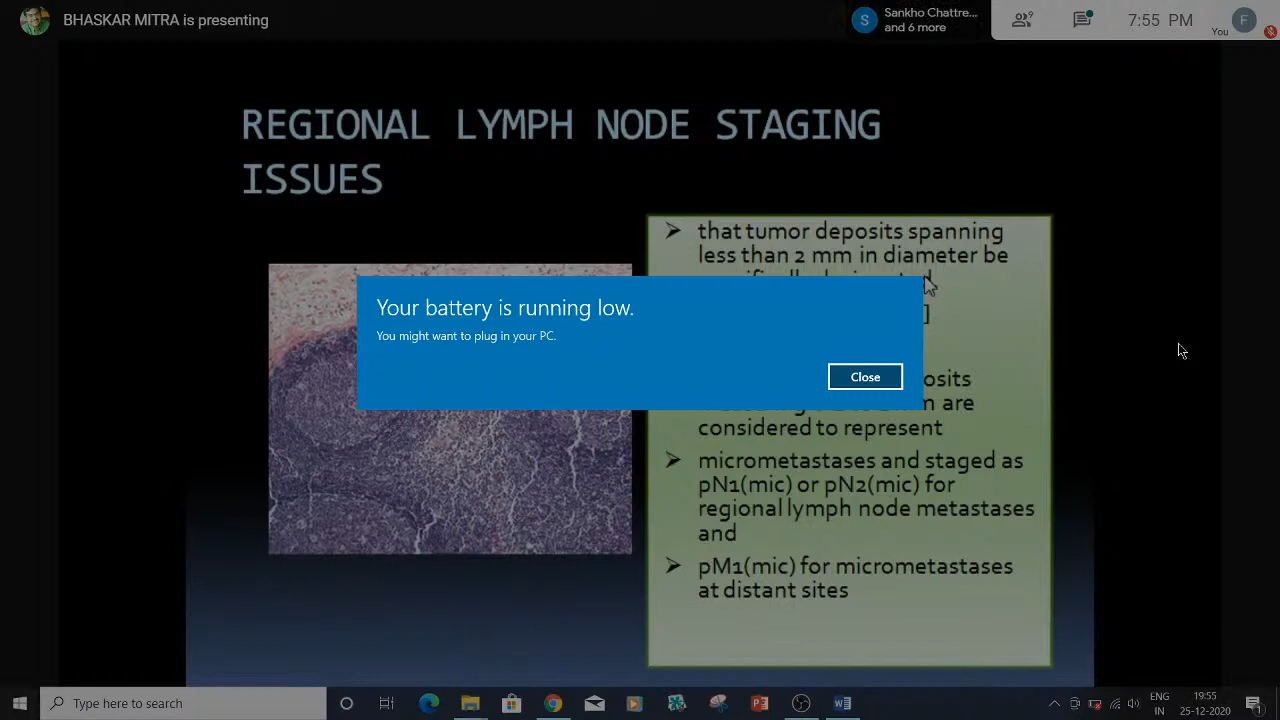 BHASKAR MITRA is presenting
Sankho Chattre...
and 6 more
9
7:55 PM
You
S
F
REGIONAL LYMPH NODE STAGING
ISSUES
that tumor deposits spanning
less than 2 mm in diameter be
]
osits
m are
considered to represent
micrometastases and staged as
pN1(mic) or pN2(mic) for
regional lymph node metastases
and
pM1(mic) for micrometastases
at distant sites
Your battery is running low.
You might want to plug in your PC.
Close
Type here to search
ENG
IN
19:55
25-12-2020
1